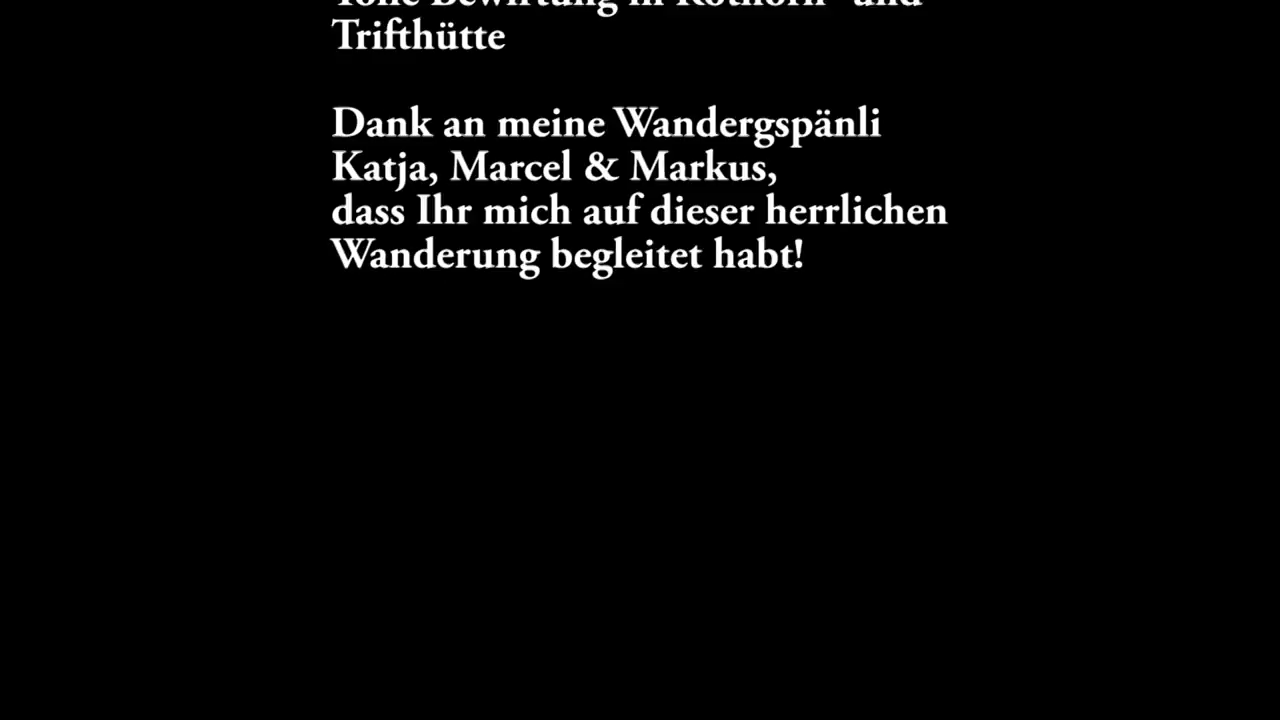 Tolle Bewirtung in Rothorn- und
Trifthütte
Dank an meine Wandergspänli
Katja, Marcel & Markus,
dass Ihr mich auf dieser herrlichen
Wanderung begleitet habt!